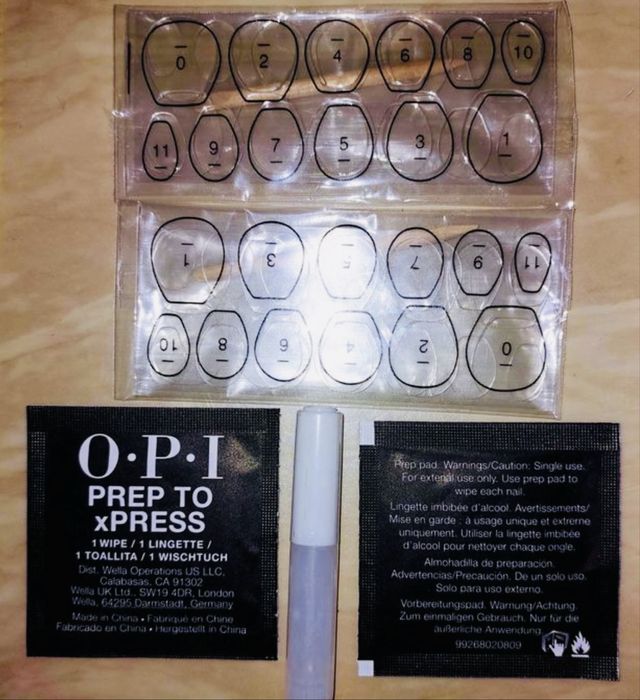 0 2 4 6 8 10
11 9 7 5 3 1
1 3 5 7 9 11
10 8 6 4 2 0
O·P·I
PREP TO
xPRESS
1 WIPE / 1 LINGETTE /
1 TOALLITA / 1 WISCHTUCH
Dist. Wella Operations US LLC,
Calabasas, CA 91302
Wella UK Ltd., SW19 4DR, London
Wella, 64295 Darmstadt, Germany
Made in China • Fabriqué en Chine
Fabricado en China • Hergestellt in China
Prep pad. Warnings/Caution: Single use.
For external use only. Use prep pad to
wipe each nail.
Lingette imbibée d'alcool. Avertissements/
Mise en garde : à usage unique et externe
uniquement. Utiliser la lingette imbibée
d'alcool pour nettoyer chaque ongle.
Almohadilla de preparación.
Advertencias/Precaución. De un solo uso.
Solo para uso externo.
Vorbereitungspad. Warnung/Achtung.
Zum einmaligen Gebrauch. Nur für die
äußerliche Anwendung.
99268020809